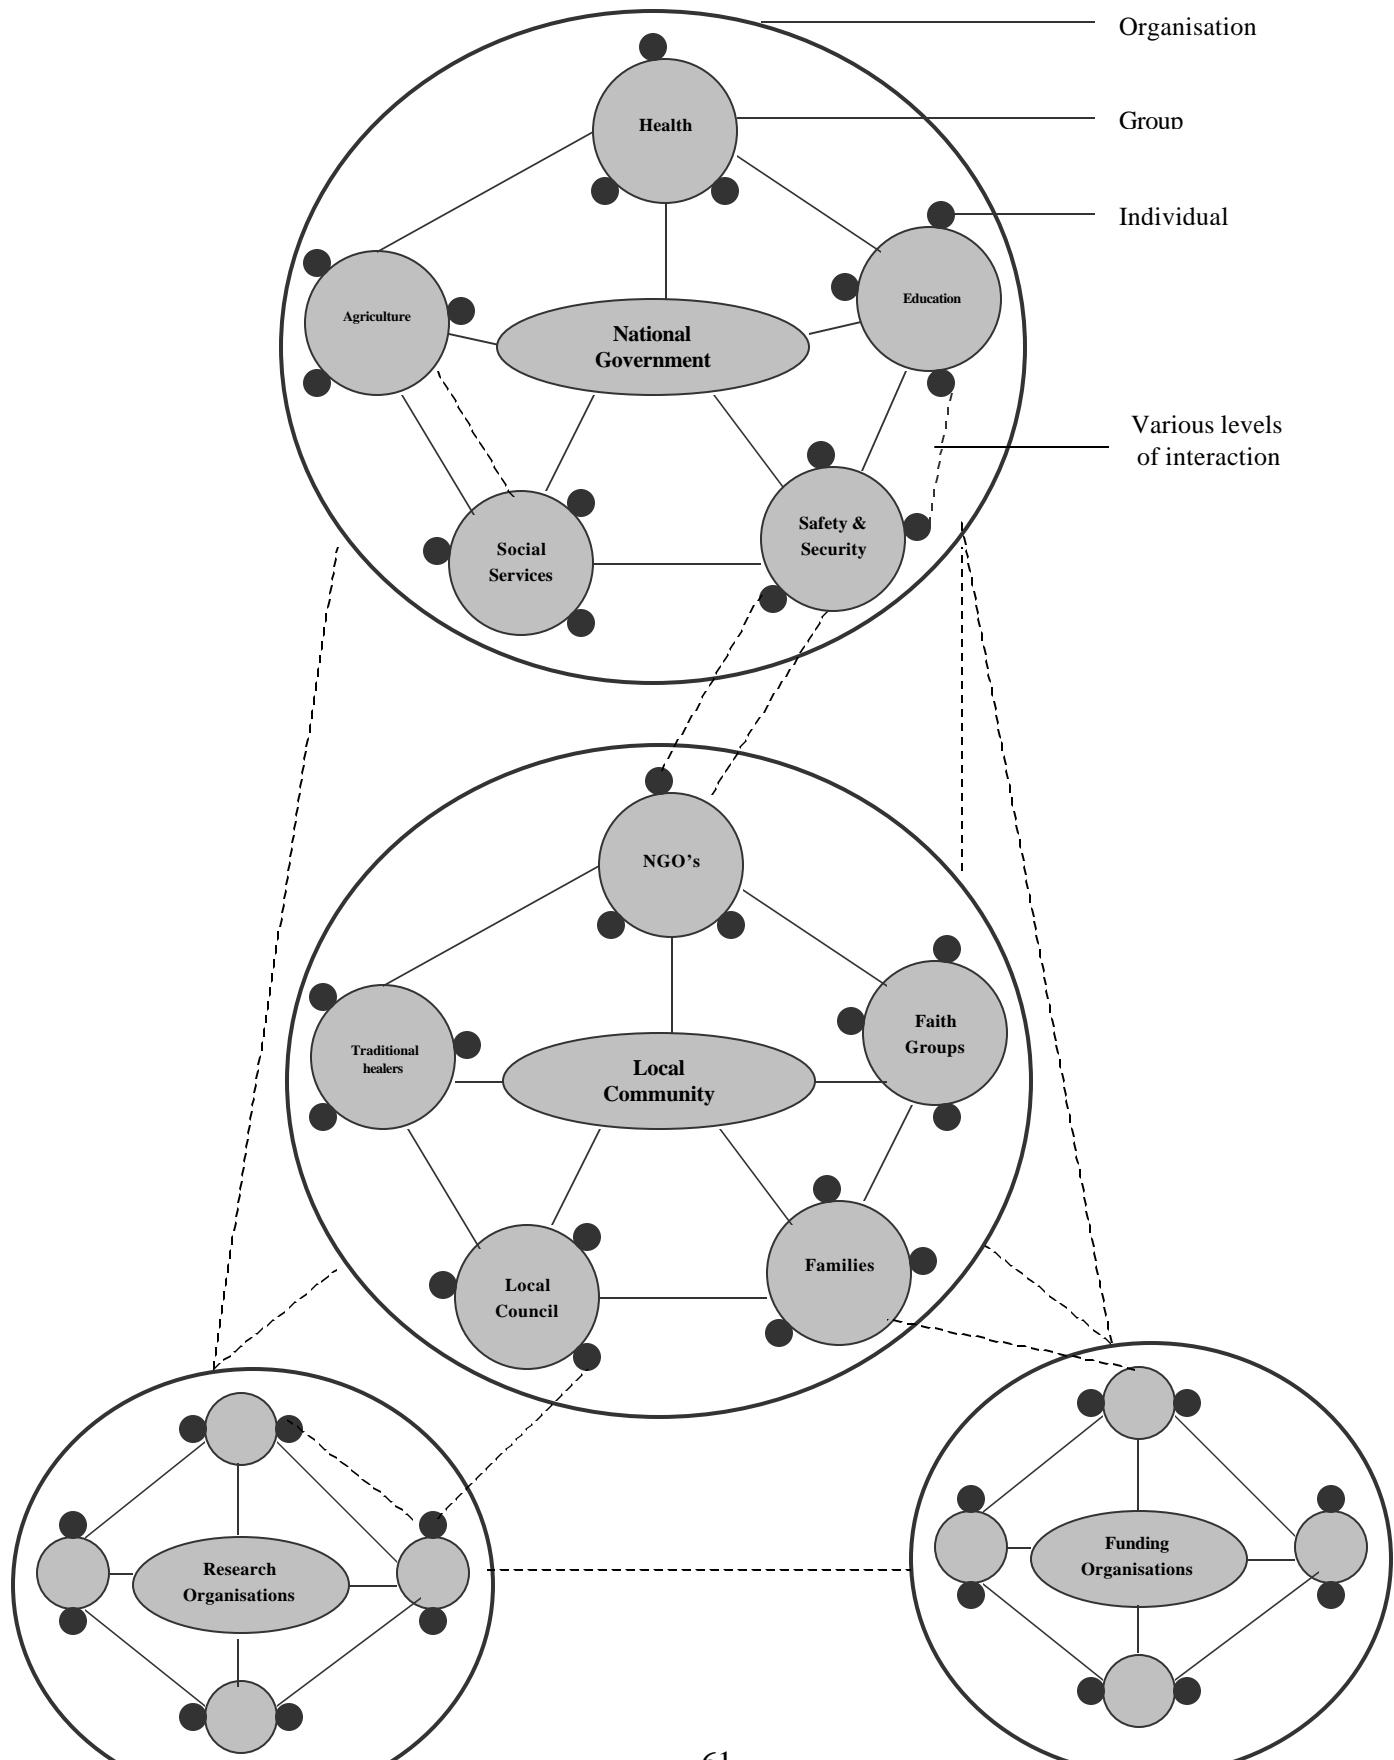 Organisation
Health
Group
Individual
Education
Agriculture
National
Government
Various levels
of interaction
Safety &
Security
Social
Services
NGO's
Faith
Groups
Traditional
healers
Local
Community
Families
Local
Council
Research
Organisations
Funding
Organisations
61